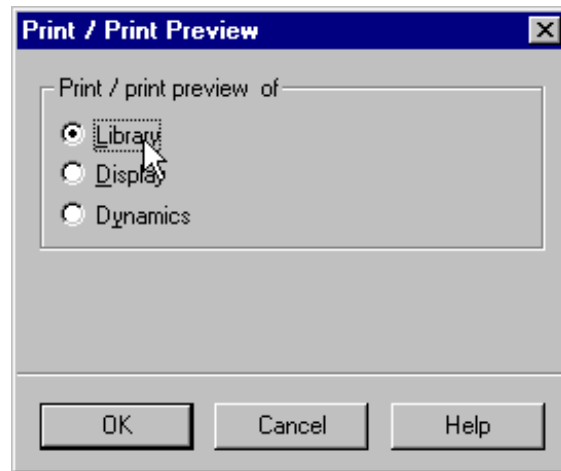 Print / Print Preview
Print / print preview of
Library
Display
Dynamics
OK Cancel Help